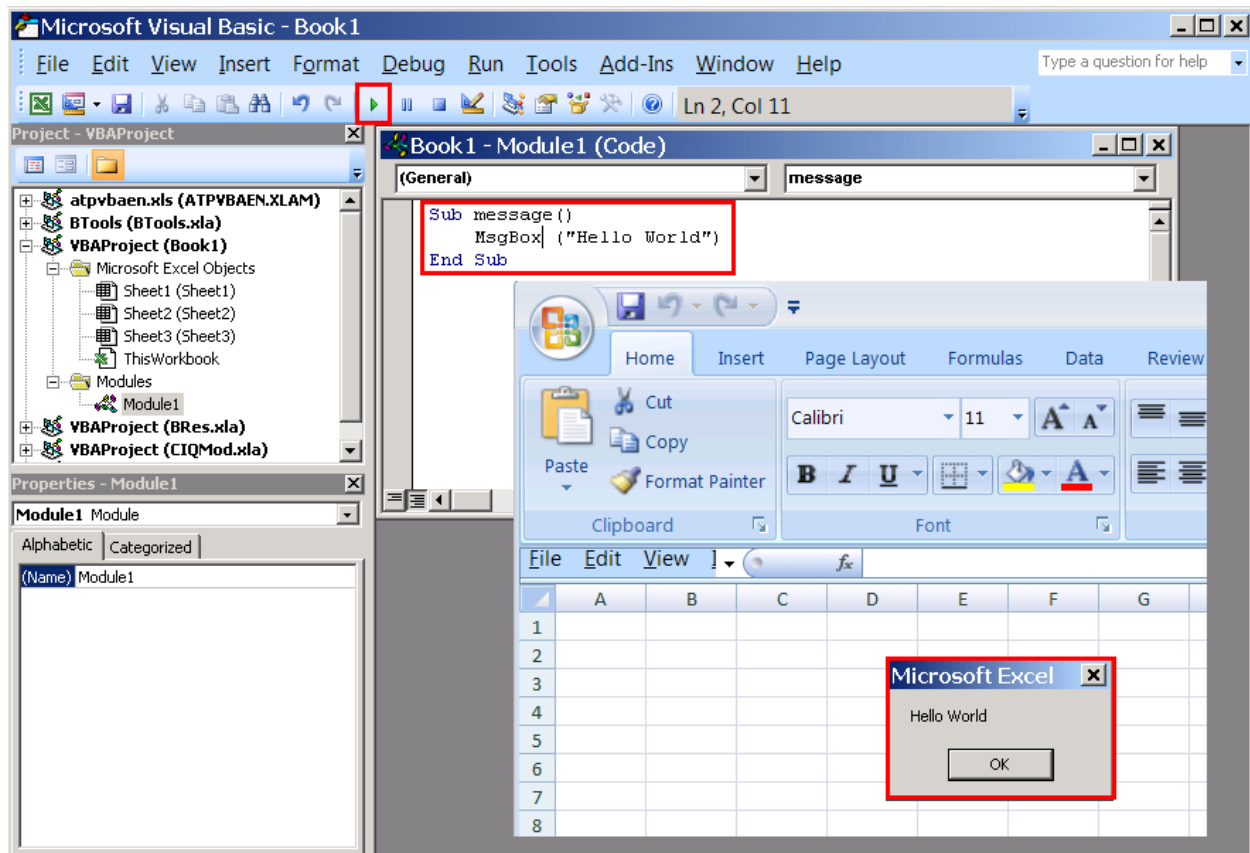 Microsoft Visual Basic - Book1
File Edit View Insert Format Debug Run Tools Add-Ins Window Help
Type a question for help
Ln 2, Col 11
Project - VBAProject
atpvbaen.xls (ATPVBAEN.XLAM)
BTools (BTools.xla)
VBAProject (Book1)
Microsoft Excel Objects
Sheet1 (Sheet1)
Sheet2 (Sheet2)
Sheet3 (Sheet3)
ThisWorkbook
Modules
Module1
VBAProject (BRes.xla)
VBAProject (CIQMod.xla)
Properties - Module1
Module1 Module
Alphabetic Categorized
(Name) Module1
Book1 - Module1 (Code)
(General) message
Sub message()
MsgBox ("Hello World")
End Sub
Home Insert Page Layout Formulas Data Review
Cut
Copy
Format Painter
Paste
Calibri 11 A A
B I U A
Clipboard Font
File Edit View
fx
A B C D E F G
1
2
3
4
5
6
7
8
Microsoft Excel
Hello World
OK